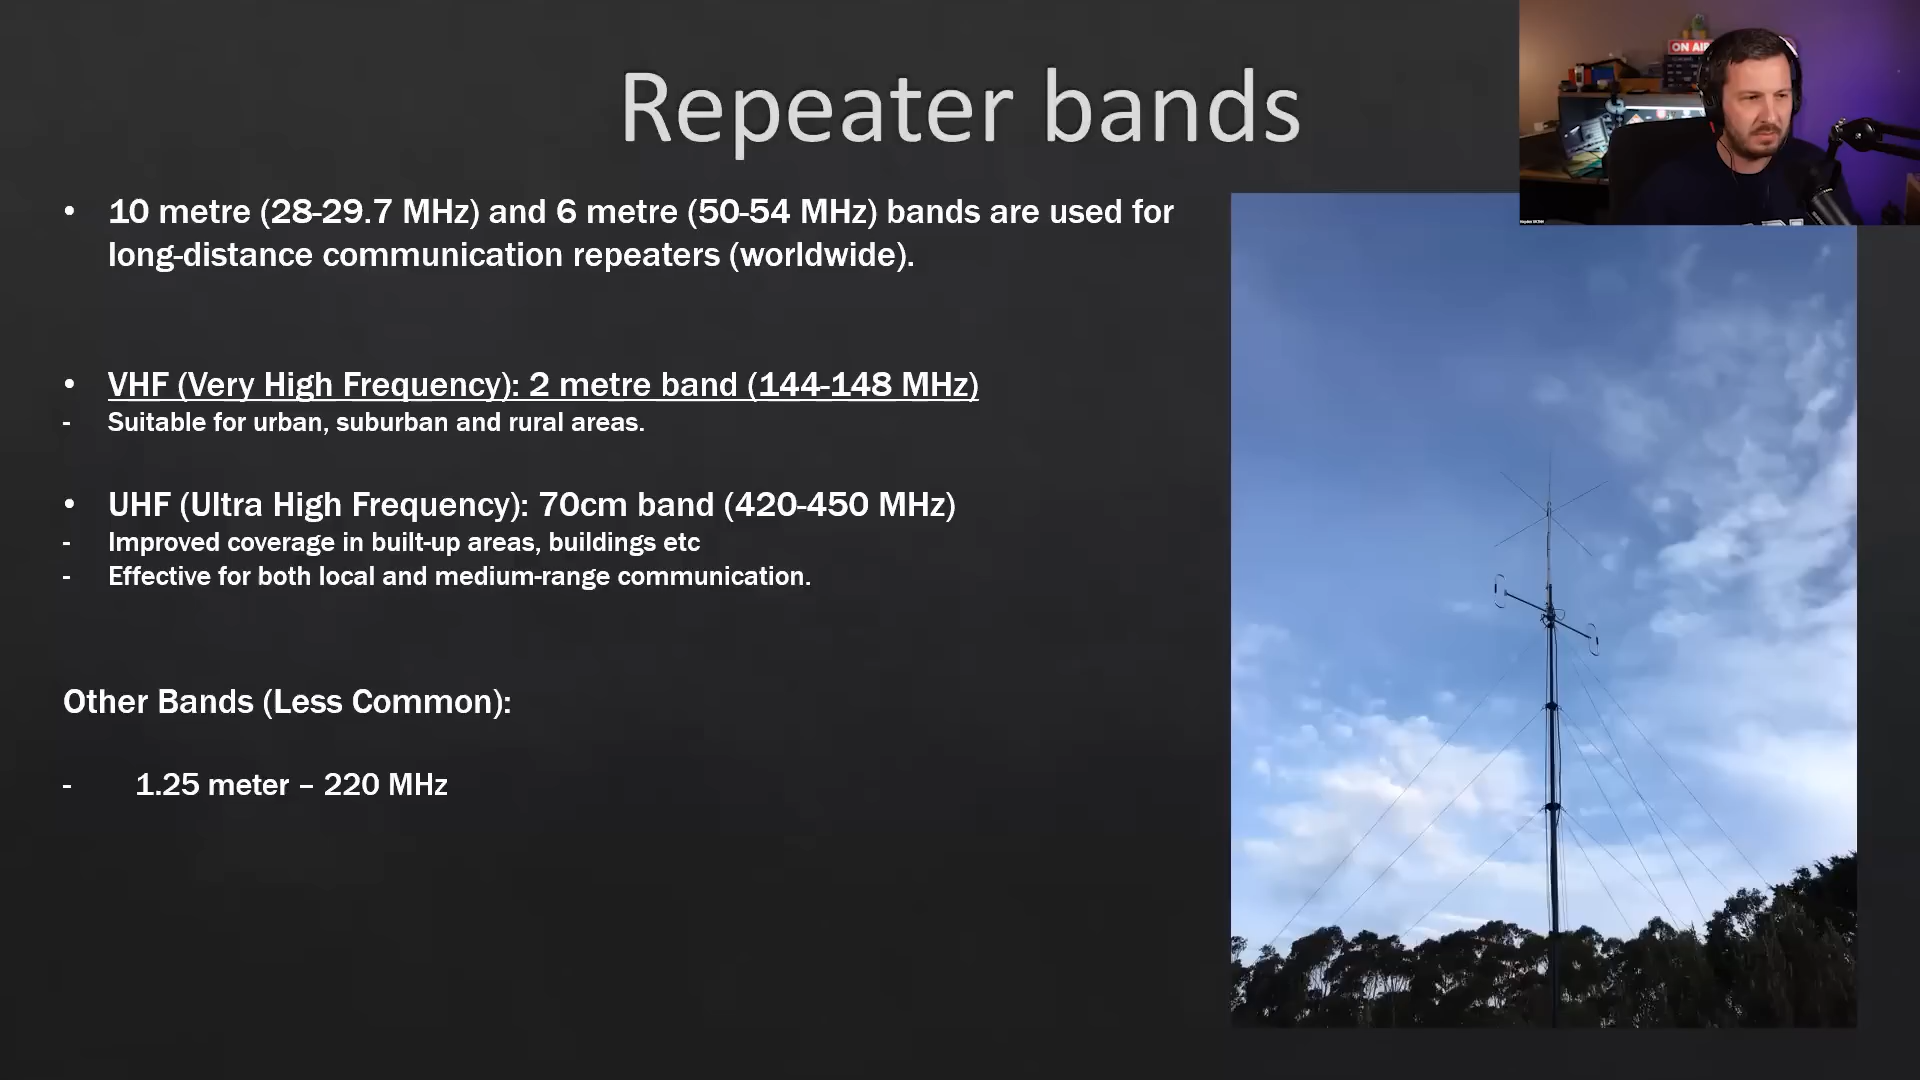 Repeater bands
ON AIR
• 10 metre (28-29.7 MHz) and 6 metre (50-54 MHz) bands are used for
long-distance communication repeaters (worldwide).
• VHF (Very High Frequency): 2 metre band (144-148 MHz)
- Suitable for urban, suburban and rural areas.
• UHF (Ultra High Frequency): 70cm band (420-450 MHz)
- Improved coverage in built-up areas, buildings etc
- Effective for both local and medium-range communication.
Other Bands (Less Common):
- 1.25 meter – 220 MHz